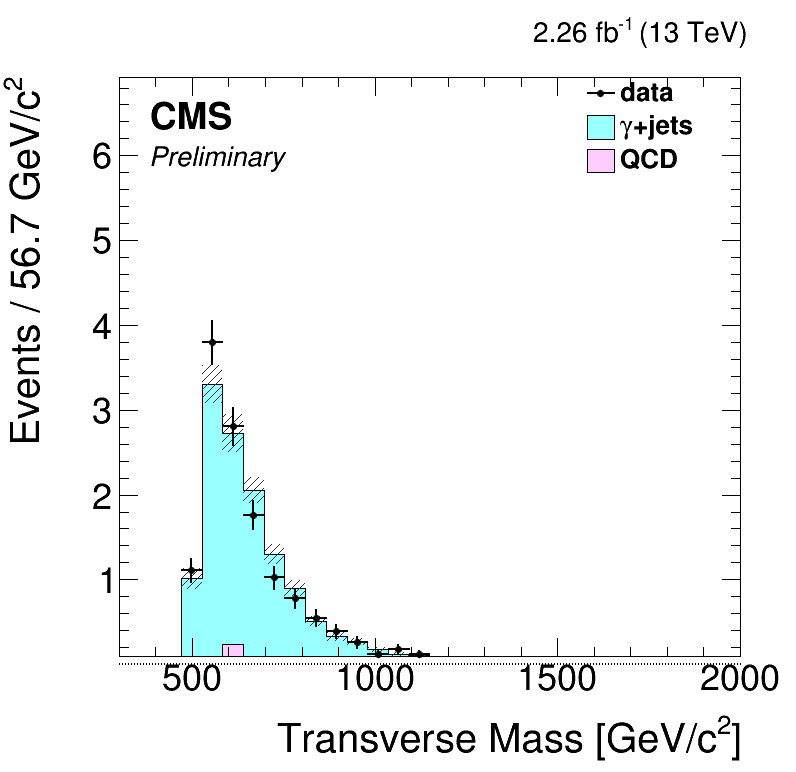 2.26 fb⁻¹ (13 TeV)
CMS
Preliminary
data
γ+jets
QCD
Events / 56.7 GeV/c²
6
5
4
3
2
1
500 1000 1500 2000
Transverse Mass [GeV/c²]